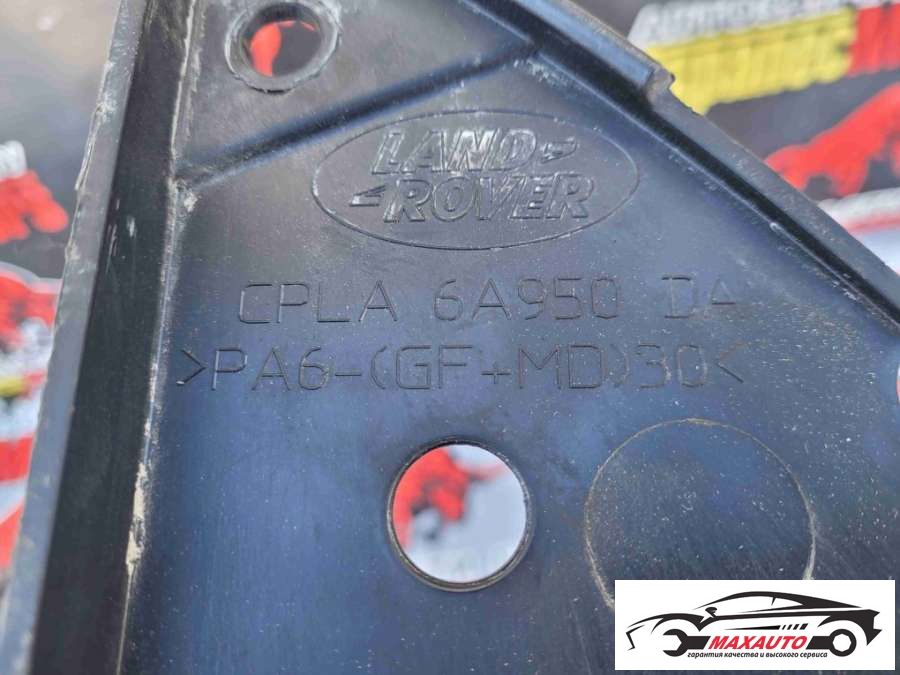 LAND
ROVER
CPLA 6A950 DA
>PA6-(GF+MD)30<
MAXAUTO
гарантия качества и высокого сервиса